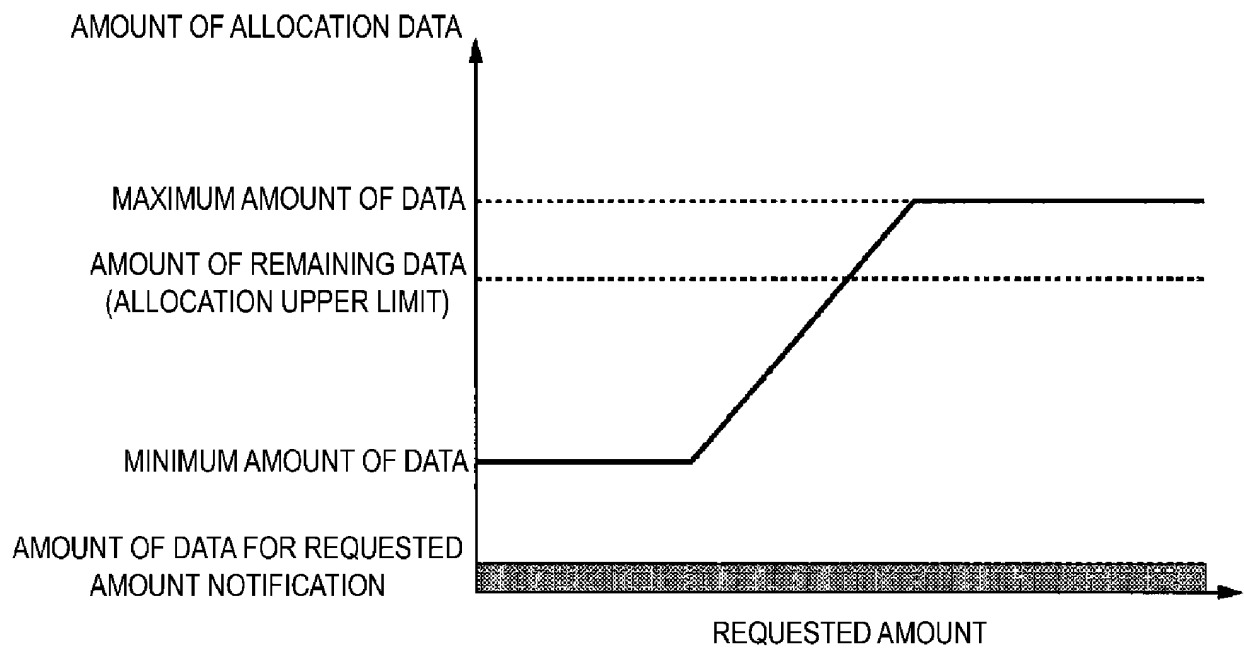 AMOUNT OF ALLOCATION DATA
MAXIMUM AMOUNT OF DATA
AMOUNT OF REMAINING DATA
(ALLOCATION UPPER LIMIT)
MINIMUM AMOUNT OF DATA
AMOUNT OF DATA FOR REQUESTED
AMOUNT NOTIFICATION
REQUESTED AMOUNT